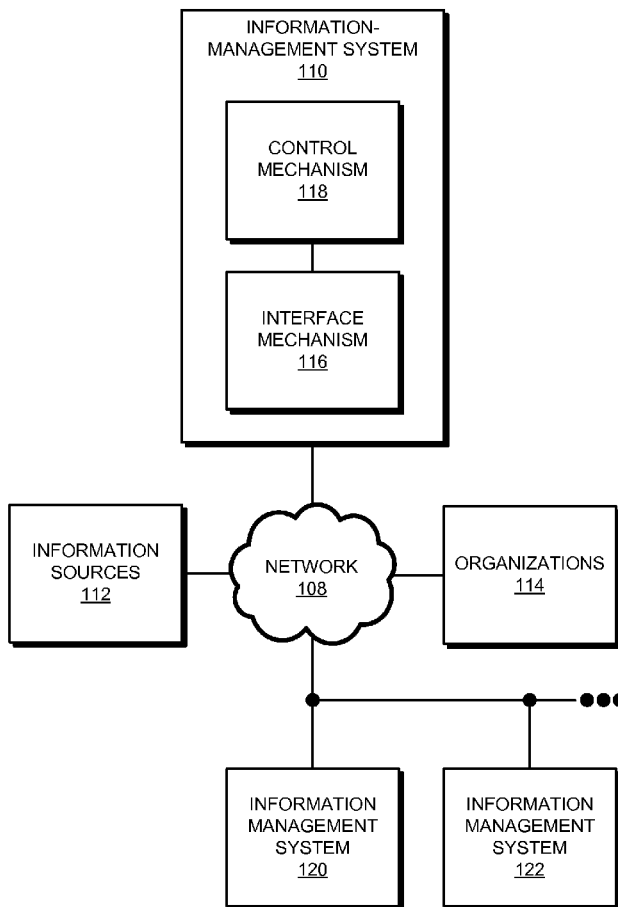 INFORMATION-
MANAGEMENT SYSTEM
110
CONTROL
MECHANISM
118
INTERFACE
MECHANISM
116
INFORMATION
SOURCES
112
NETWORK
108
ORGANIZATIONS
114
INFORMATION
MANAGEMENT
SYSTEM
120
INFORMATION
MANAGEMENT
SYSTEM
122